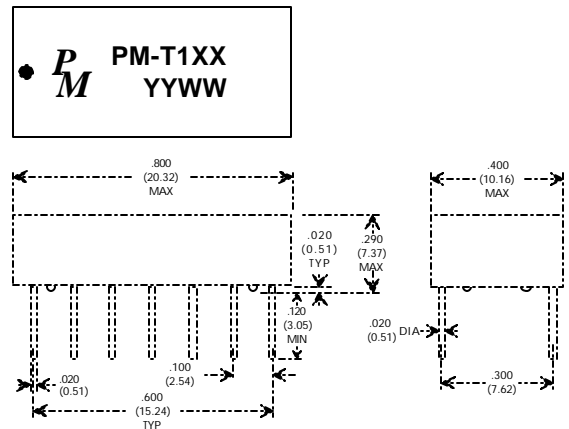 P
M
PM-T1XX
YYWW
.800
(20.32)
MAX
.400
(10.16)
MAX
.020
(0.51)
TYP
.290
(7.37)
MAX
.120
(3.05)
MIN
.020 DIA
(0.51)
.020
(0.51)
.100
(2.54)
.600
(15.24)
TYP
.300
(7.62)